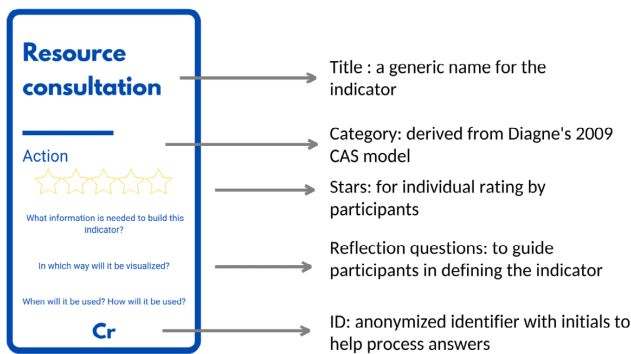 Resource
consultation
Action
What information is needed to build this
indicator?
In which way will it be visualized?
When will it be used? How will it be used?
Cr
Title : a generic name for the
indicator
Category: derived from Diagne's 2009
CAS model
Stars: for individual rating by
participants
Reflection questions: to guide
participants in defining the indicator
ID: anonymized identifier with initials to
help process answers